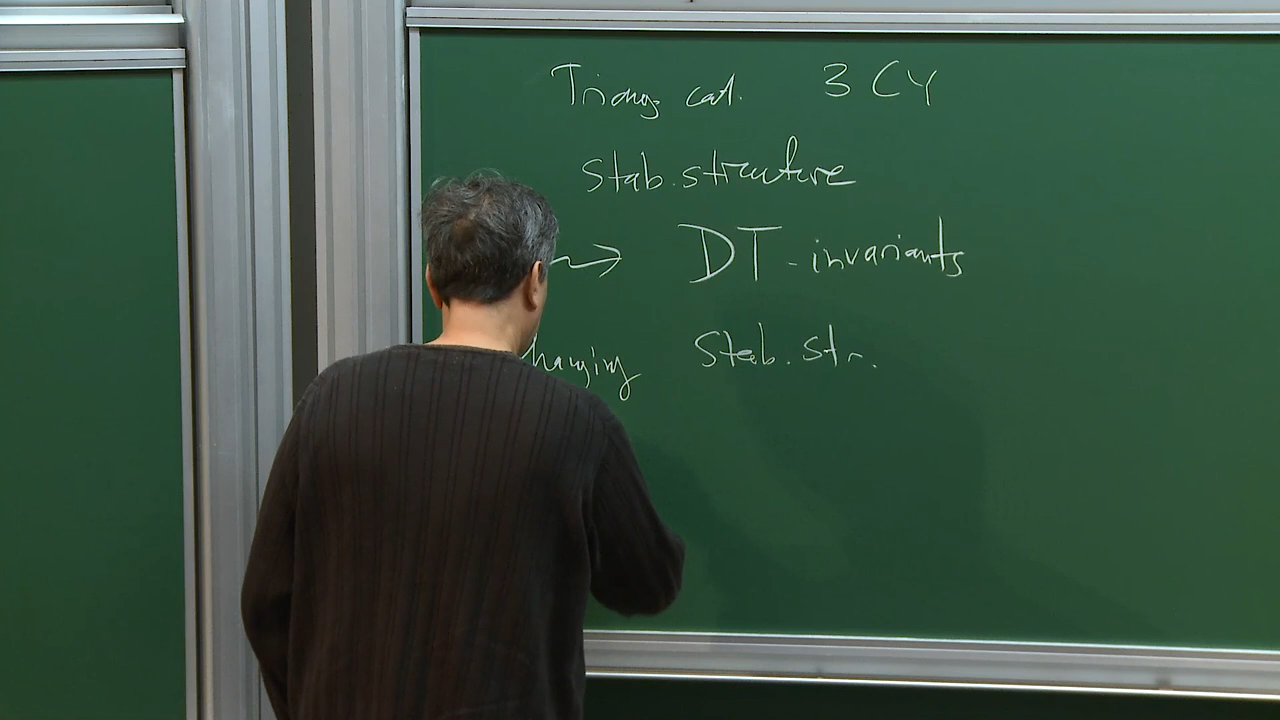 Triang. cat. 3 CY
Stab. structure
DT - invariants
changing Stab. str.